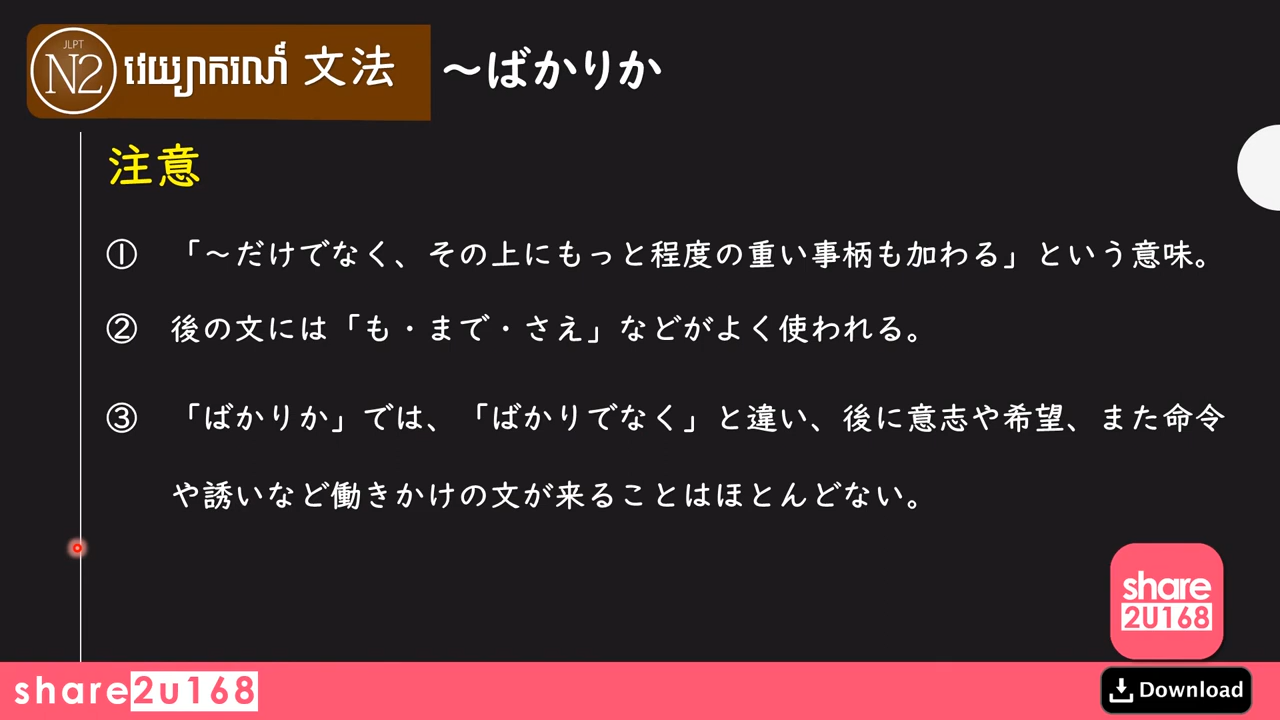 JLPT
N2 វេយ្យាករណ៍ 文法 ～ばかりか
注意
① 「～だけでなく、その上にもっと程度の重い事柄も加わる」という意味。
② 後の文には「も・まで・さえ」などがよく使われる。
③ 「ばかりか」では、「ばかりでなく」と違い、後に意志や希望、また命令
や誘いなど働きかけの文が来ることはほとんどない。
share
2U168
share2u168
Download